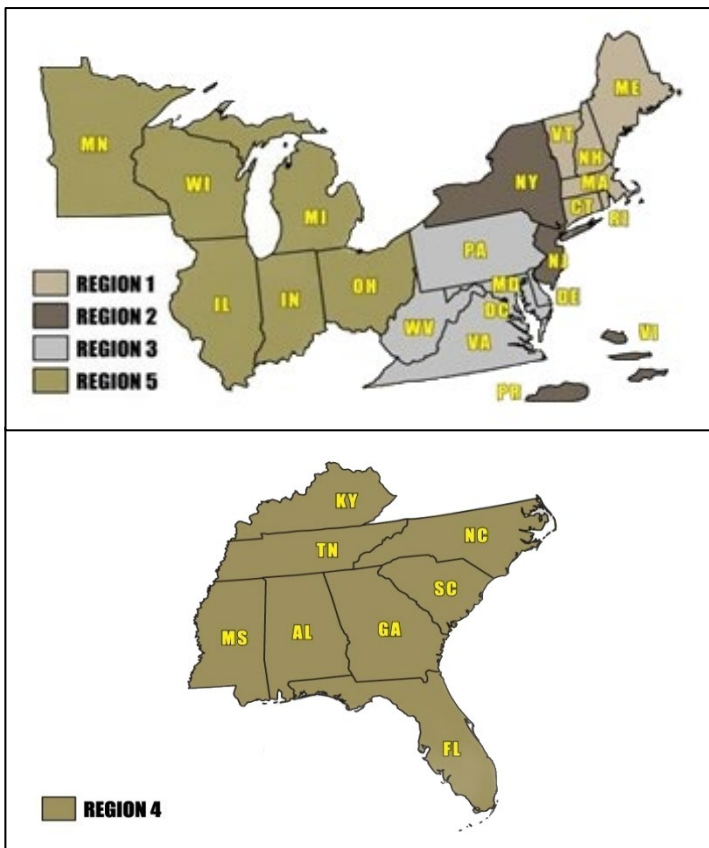 ME
VT
NH
MN
WI
NY
MA
CT
MI
RI
PA
NJ
OH
MD
DE
IL
IN
DC
WV
VA
VI
PR
REGION 1
REGION 2
REGION 3
REGION 5
KY
NC
TN
SC
MS
AL
GA
FL
REGION 4